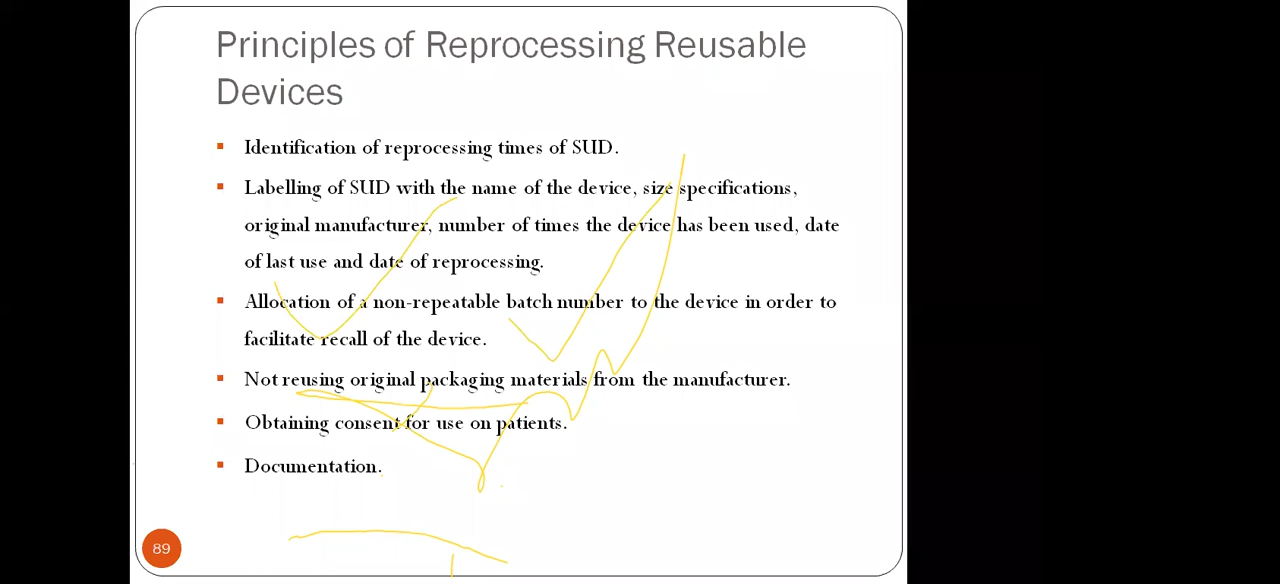 Principles of Reprocessing Reusable
Devices
Identification of reprocessing times of SUD.
Labelling of SUD with the name of the device, size specifications,
original manufacturer, number of times the device has been used, date
of last use and date of reprocessing.
Allocation of a non-repeatable batch number to the device in order to
facilitate recall of the device.
Not reusing original packaging materials from the manufacturer.
Obtaining consent for use on patients.
Documentation.
89